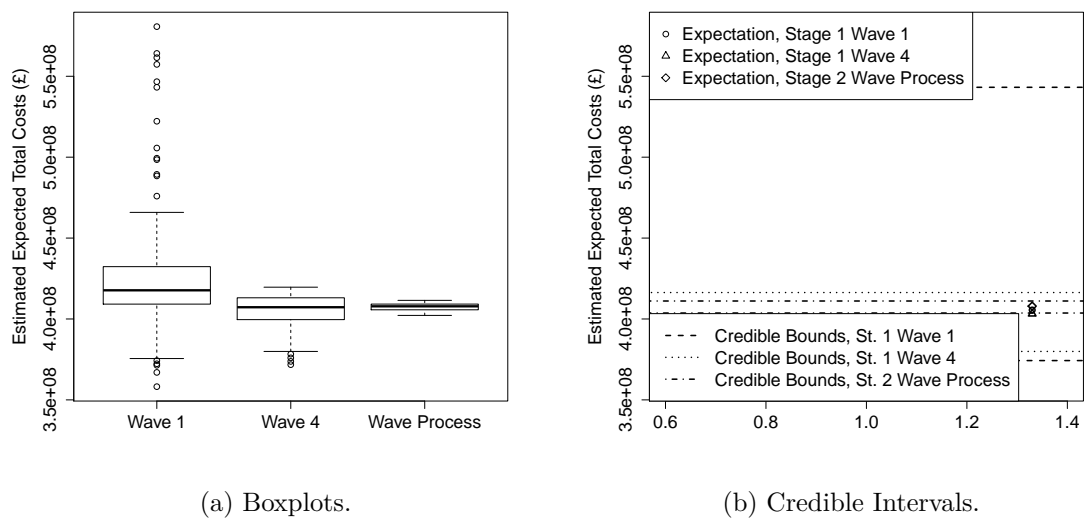 Estimated Expected Total Costs (£)
3.5e+08
4.0e+08
4.5e+08
5.0e+08
5.5e+08
Wave 1
Wave 4
Wave Process
(a) Boxplots.
Estimated Expected Total Costs (£)
3.5e+08
4.0e+08
4.5e+08
5.0e+08
5.5e+08
Expectation, Stage 1 Wave 1
Expectation, Stage 1 Wave 4
Expectation, Stage 2 Wave Process
Credible Bounds, St. 1 Wave 1
Credible Bounds, St. 1 Wave 4
Credible Bounds, St. 2 Wave Process
0.6
0.8
1.0
1.2
1.4
(b) Credible Intervals.